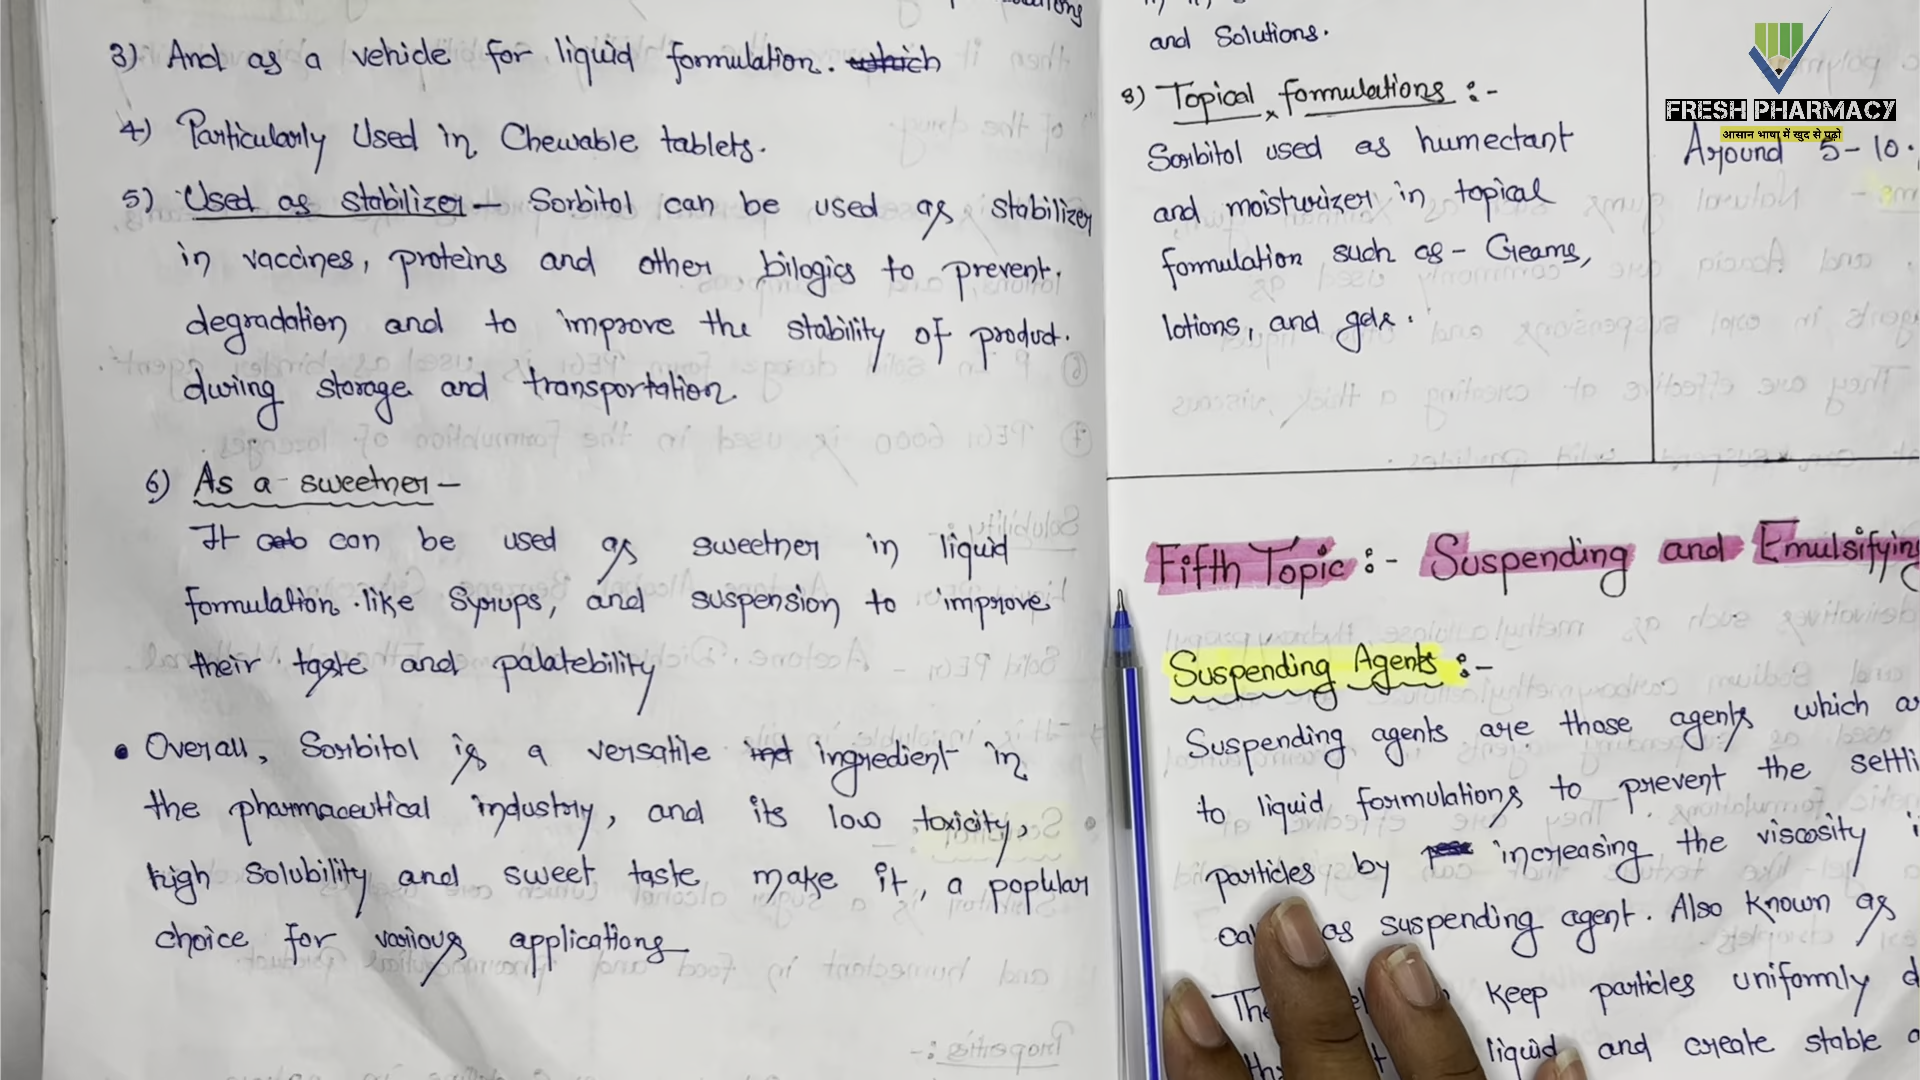 3) And as a vehicle for liquid formulation. which
4) Particularly Used in Chewable tablets.
5) Used as stabilizer – Sorbitol can be used as stabilizer
in vaccines, proteins and other bilogics to prevent
degradation and to improve the stability of product.
during storage and transportation.
6) As a sweetner –
It can be used as sweetner in liquid
formulation like Syrups, and suspension to improve
their taste and palatebility
• Overall, Sorbitol is a versatile ingredient in
the pharmaceutical industry, and its low toxicity,
high solubility and sweet taste make it, a popular
choice for various applications
and Solutions.
Topical formulations :-
Sorbitol used as humectant
and moisturizer in topical
formulation such as – Creams,
lotions, and gels.
FRESH PHARMACY
आसान भाषा में खुद से पढ़ो
Around 5-10.
Fifth Topic :- Suspending and Emulsifying
Suspending Agents :-
Suspending agents are those agents which
to liquid formulations to prevent the
particles by increasing the viscosity
as suspending agent. Also known as
keep particles uniformly
liquid and create stable